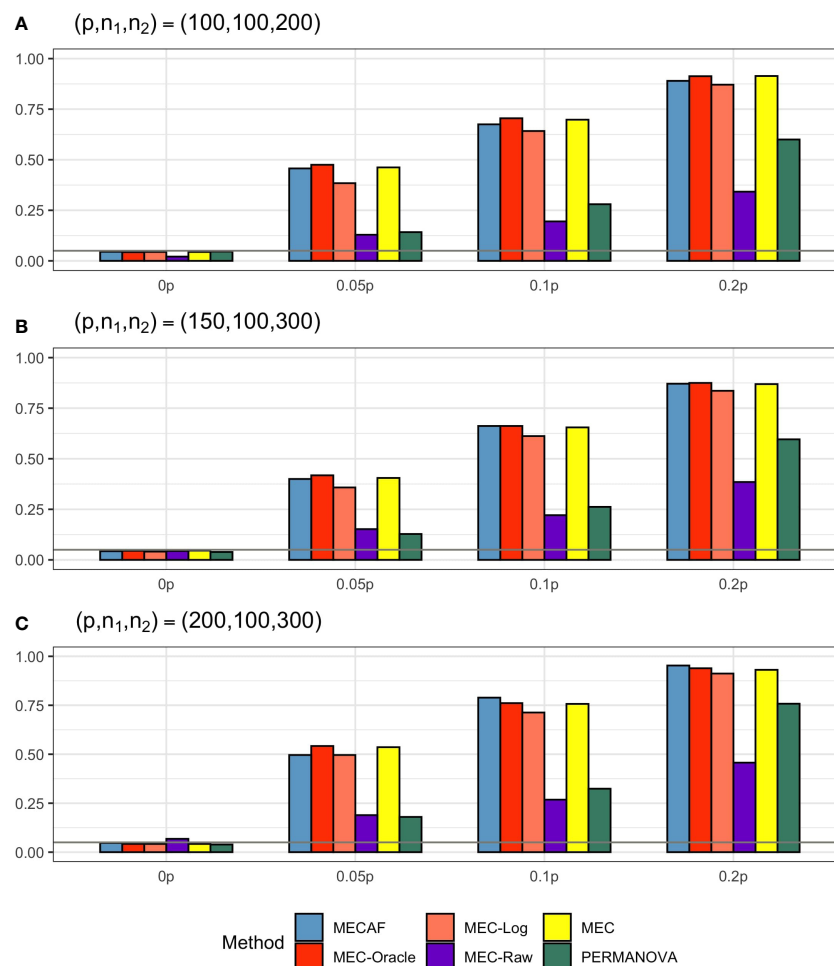 A (p,n₁,n₂) = (100,100,200)
1.00
0.75
0.50
0.25
0.00
0p 0.05p 0.1p 0.2p
B (p,n₁,n₂) = (150,100,300)
1.00
0.75
0.50
0.25
0.00
0p 0.05p 0.1p 0.2p
C (p,n₁,n₂) = (200,100,300)
1.00
0.75
0.50
0.25
0.00
0p 0.05p 0.1p 0.2p
Method
MECAF MEC-Log MEC
MEC-Oracle MEC-Raw PERMANOVA